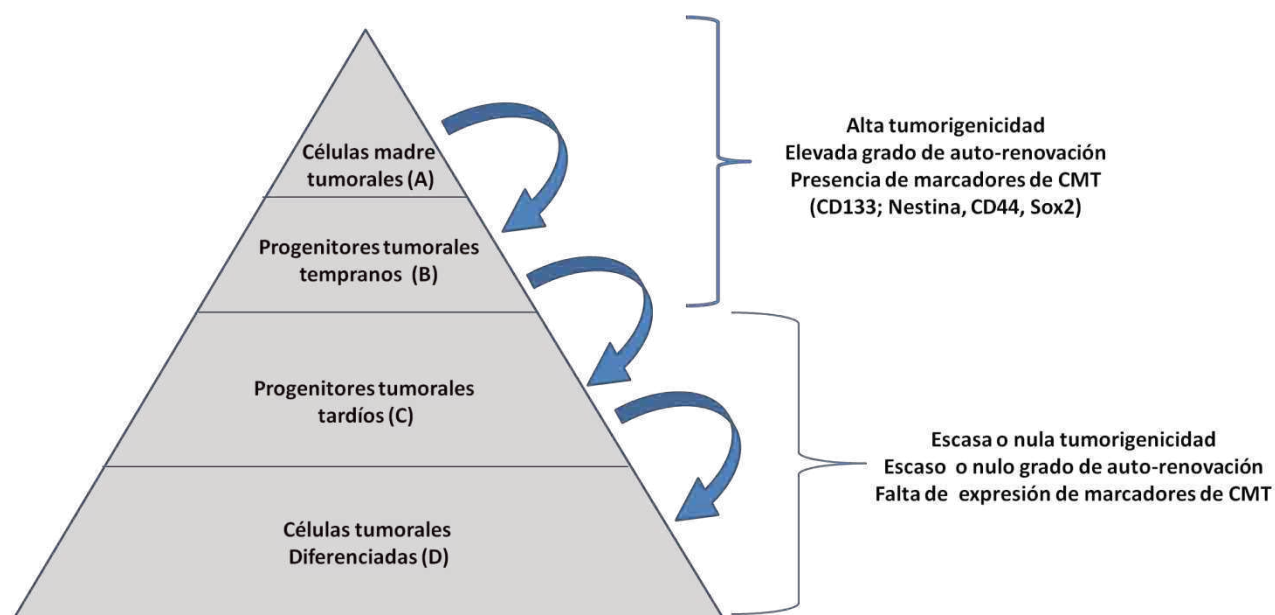 Células madre
tumorales (A)
Progenitores tumorales
tempranos (B)
Progenitores tumorales
tardíos (C)
Células tumorales
Diferenciadas (D)
Alta tumorigenicidad
Elevada grado de auto-renovación
Presencia de marcadores de CMT
(CD133; Nestina, CD44, Sox2)
Escasa o nula tumorigenicidad
Escaso o nulo grado de auto-renovación
Falta de expresión de marcadores de CMT